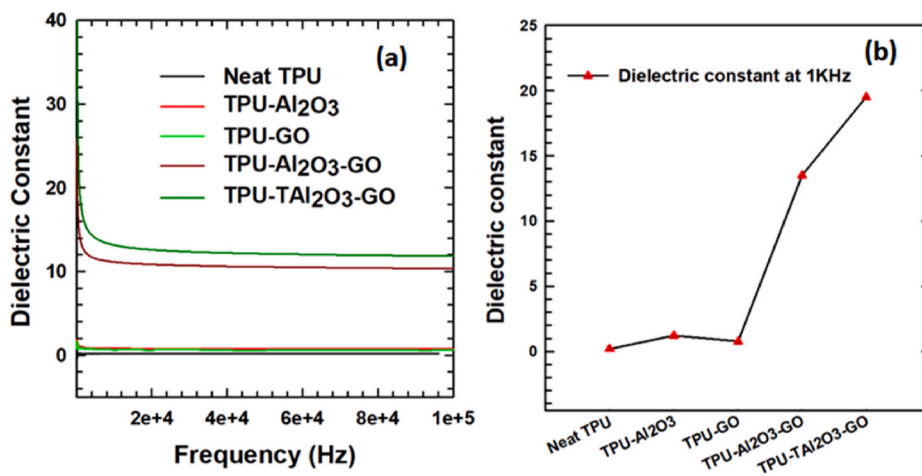 (a)
Neat TPU
TPU-Al2O3
TPU-GO
TPU-Al2O3-GO
TPU-TAl2O3-GO
40
30
20
10
0
Dielectric Constant
2e+4 4e+4 6e+4 8e+4 1e+5
Frequency (Hz)
(b)
Dielectric constant at 1KHz
25
20
15
10
5
0
Dielectric constant
Neat TPU
TPU-Al2O3
TPU-GO
TPU-Al2O3-GO
TPU-TAl2O3-GO